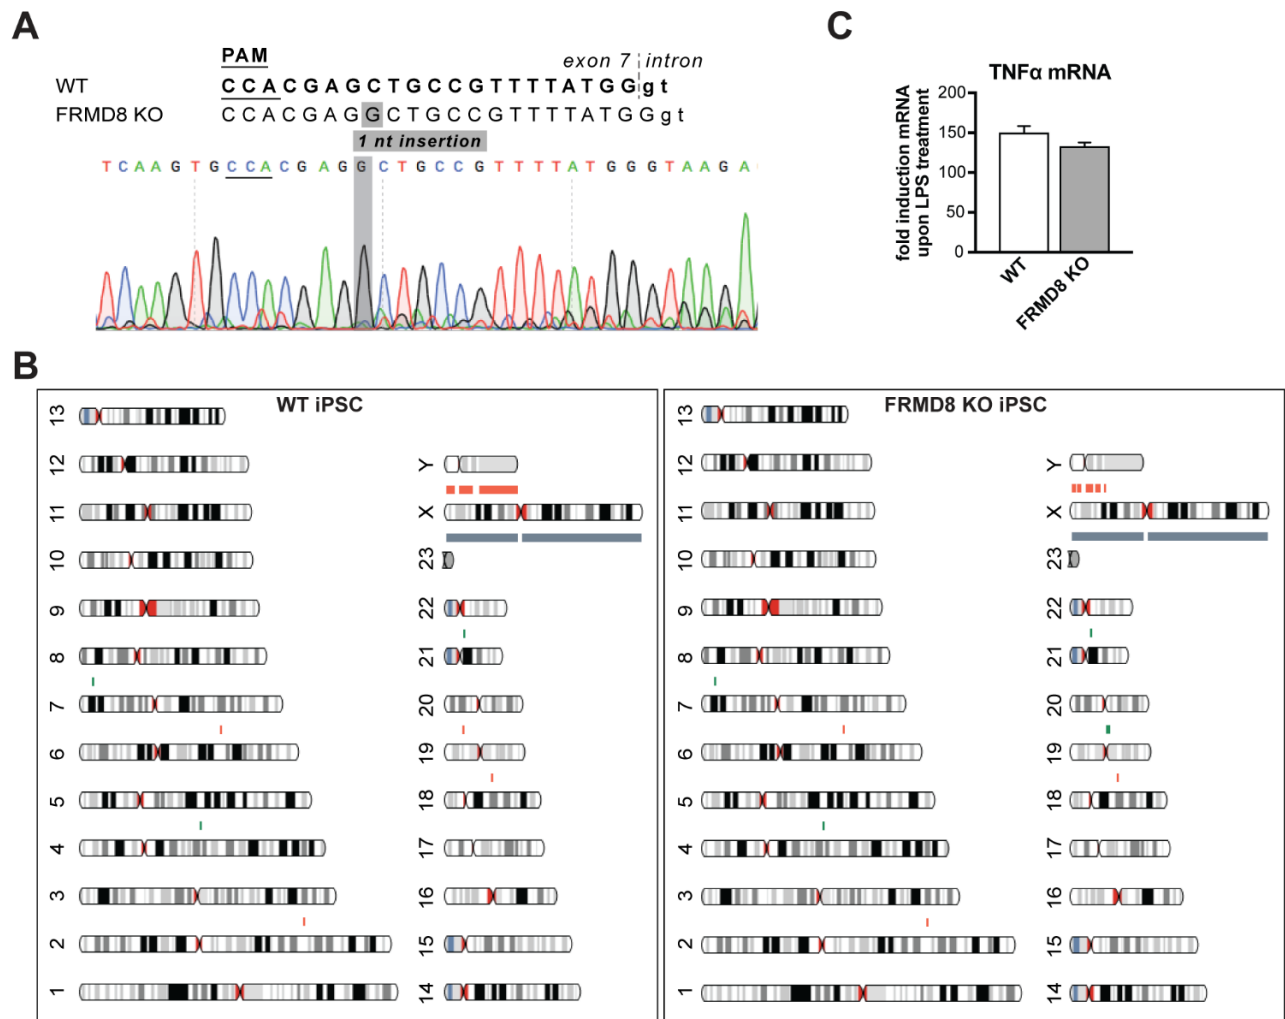 A
PAM
exon 7 intron
WT CCACGAGCTGCCGTTTTATGGgt
FRMD8 KO CCACGAGGCTGCCGTTTTATGGgt
1 nt insertion
TCAAGTGCCACGAGGCTGCCGTTTTATGGGTAAGA
C
TNFα mRNA
fold induction mRNA
upon LPS treatment
200
150
100
50
0
WT
FRMD8 KO
B
WT iPSC
13
12
11
10
9
8
7
6
5
4
3
2
1
Y
X
23
22
21
20
19
18
17
16
15
14
FRMD8 KO iPSC
13
12
11
10
9
8
7
6
5
4
3
2
1
Y
X
23
22
21
20
19
18
17
16
15
14